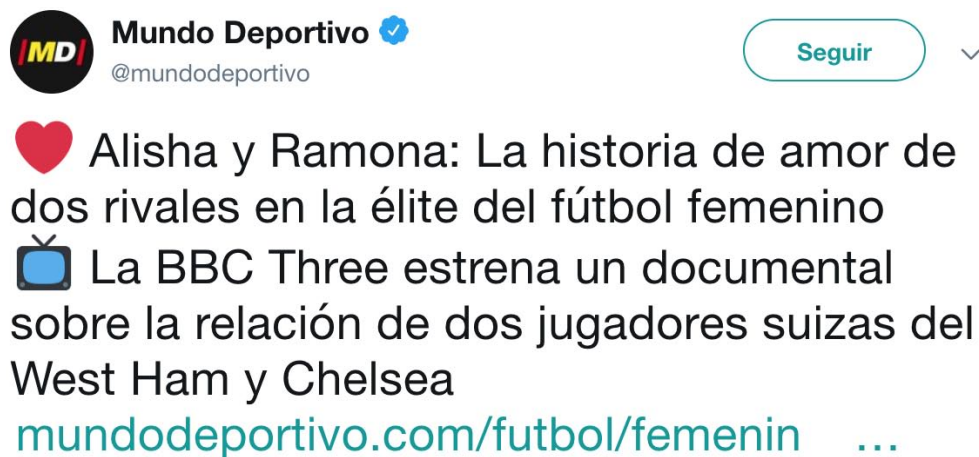 MD
Mundo Deportivo
@mundodeportivo
Seguir
Alisha y Ramona: La historia de amor de
dos rivales en la élite del fútbol femenino
La BBC Three estrena un documental
sobre la relación de dos jugadores suizas del
West Ham y Chelsea
mundodeportivo.com/futbol/femenin ...